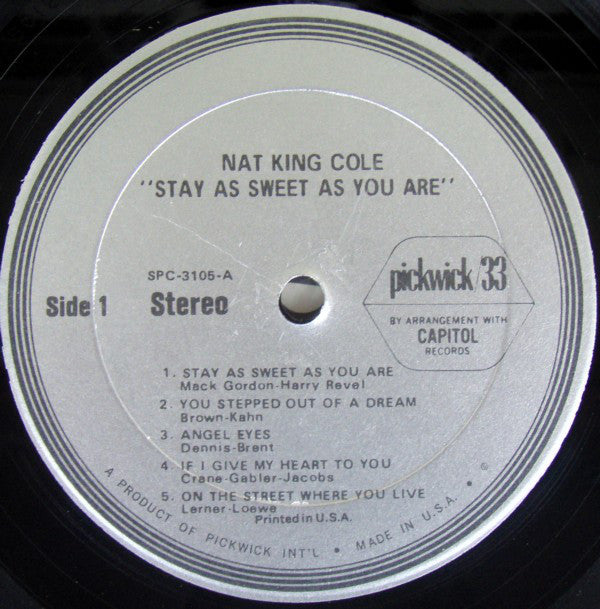 NAT KING COLE
"STAY AS SWEET AS YOU ARE"
SPC-3105-A
Side 1 Stereo
pickwick/33
BY ARRANGEMENT WITH
CAPITOL
RECORDS
1. STAY AS SWEET AS YOU ARE
Mack Gordon-Harry Revel
2. YOU STEPPED OUT OF A DREAM
Brown-Kahn
3. ANGEL EYES
Dennis-Brent
4. IF I GIVE MY HEART TO YOU
Crane-Gabler-Jacobs
5. ON THE STREET WHERE YOU LIVE
Lerner-Loewe
Printed in U.S.A.
A PRODUCT OF PICKWICK INT'L • MADE IN U.S.A. • ℗